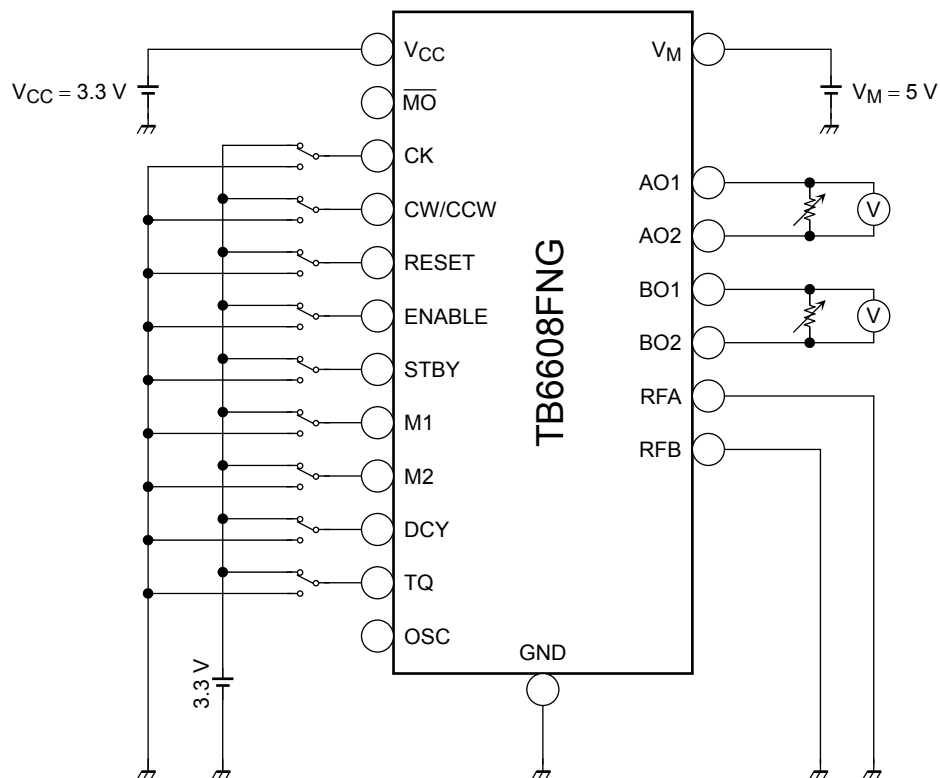 VCC
VM
VCC = 3.3 V
VM = 5 V
MO
CK
CW/CCW
RESET
ENABLE
STBY
M1
M2
DCY
TQ
OSC
AO1
AO2
BO1
BO2
RFA
RFB
V
V
TB6608FNG
3.3 V
GND